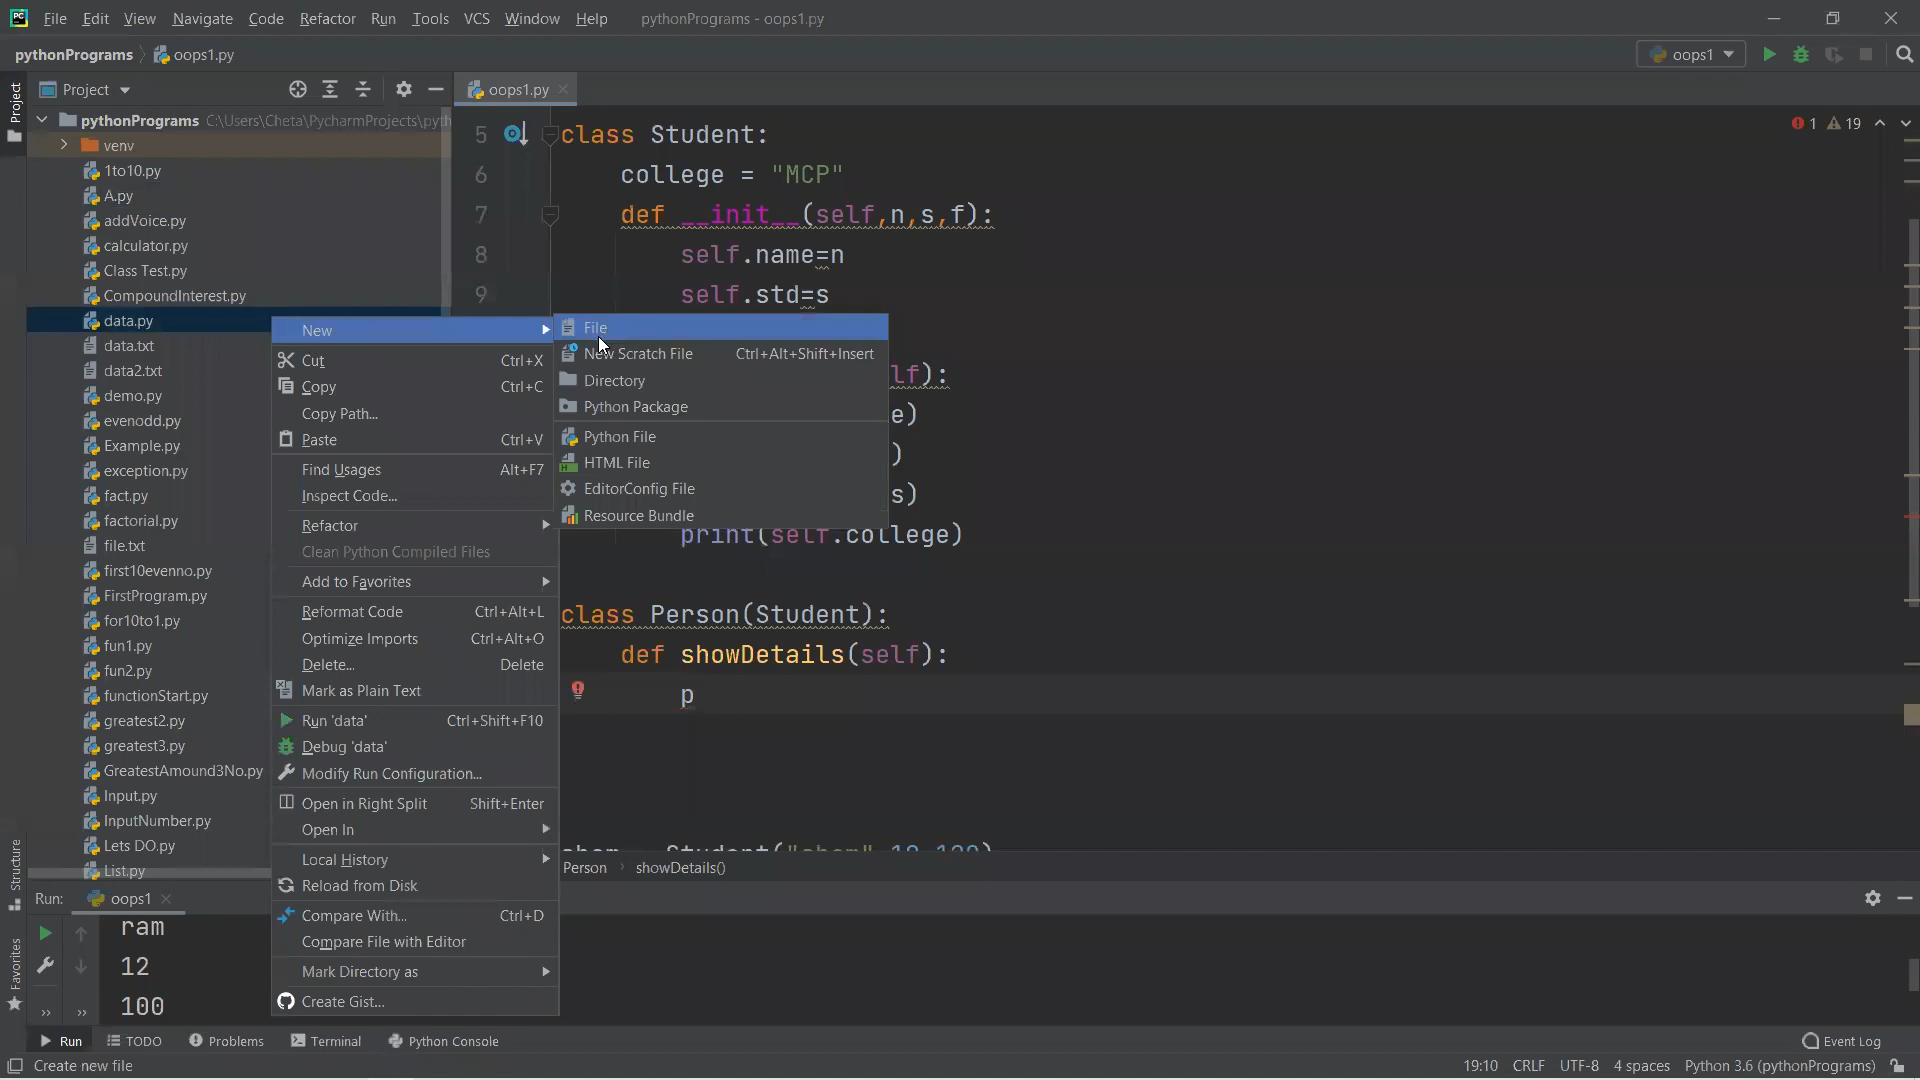 File Edit View Navigate Code Refactor Run Tools VCS Window Help pythonPrograms - oops1.py
pythonPrograms oops1.py oops1
Project
Project
oops1.py
pythonPrograms C:\Users\Cheta\PycharmProjects\pyth
venv
1to10.py
A.py
addVoice.py
calculator.py
Class Test.py
CompoundInterest.py
data.py
data.txt
data2.txt
demo.py
evenodd.py
Example.py
exception.py
fact.py
factorial.py
file.txt
first10evenno.py
FirstProgram.py
for10to1.py
fun1.py
fun2.py
functionStart.py
greatest2.py
greatest3.py
GreatestAmound3No.py
Input.py
InputNumber.py
Lets DO.py
List.py
New
Cut Ctrl+X
Copy Ctrl+C
Copy Path...
Paste Ctrl+V
Find Usages Alt+F7
Inspect Code...
Refactor
Clean Python Compiled Files
Add to Favorites
Reformat Code Ctrl+Alt+L
Optimize Imports Ctrl+Alt+O
Delete... Delete
Mark as Plain Text
Run 'data' Ctrl+Shift+F10
Debug 'data'
Modify Run Configuration...
Open in Right Split Shift+Enter
Open In
Local History
Reload from Disk
Compare With... Ctrl+D
Compare File with Editor
Mark Directory as
Create Gist...
File
New Scratch File Ctrl+Alt+Shift+Insert
Directory
Python Package
Python File
HTML File
EditorConfig File
Resource Bundle
1 19
5 class Student:
6 college = "MCP"
7 def __init__(self,n,s,f):
8 self.name=n
9 self.std=s
lf):
e)
)
s)
print(self.college)
class Person(Student):
def showDetails(self):
p
Person showDetails()
Structure
Favorites
Run: oops1
ram
12
100
Run TODO Problems Terminal Python Console Event Log
Create new file 19:10 CRLF UTF-8 4 spaces Python 3.6 (pythonPrograms)